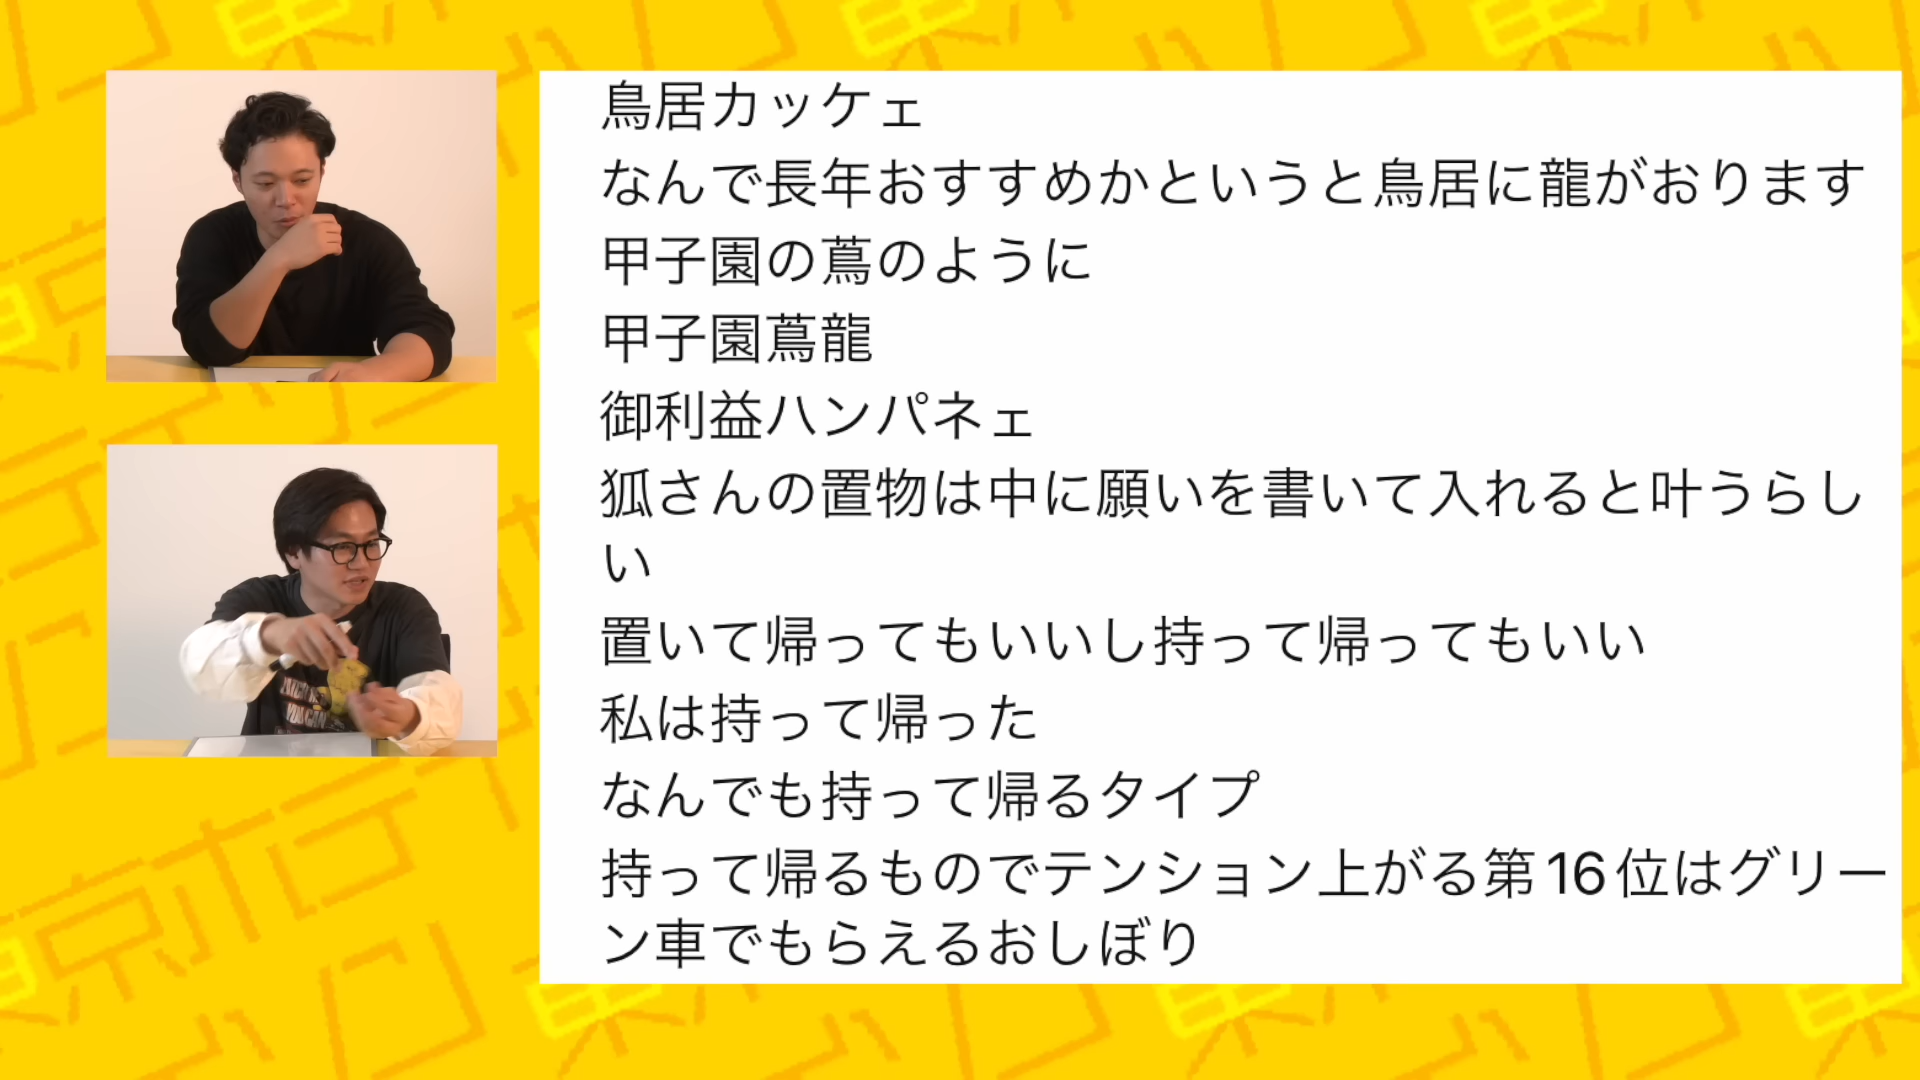 鳥居カッケェ
なんで長年おすすめかというと鳥居に龍がおります
甲子園の蔦のように
甲子園蔦龍
御利益ハンパネェ
狐さんの置物は中に願いを書いて入れると叶うらし
い
置いて帰ってもいいし持って帰ってもいい
私は持って帰った
なんでも持って帰るタイプ
持って帰るものでテンション上がる第16位はグリー
ン車でもらえるおしぼり